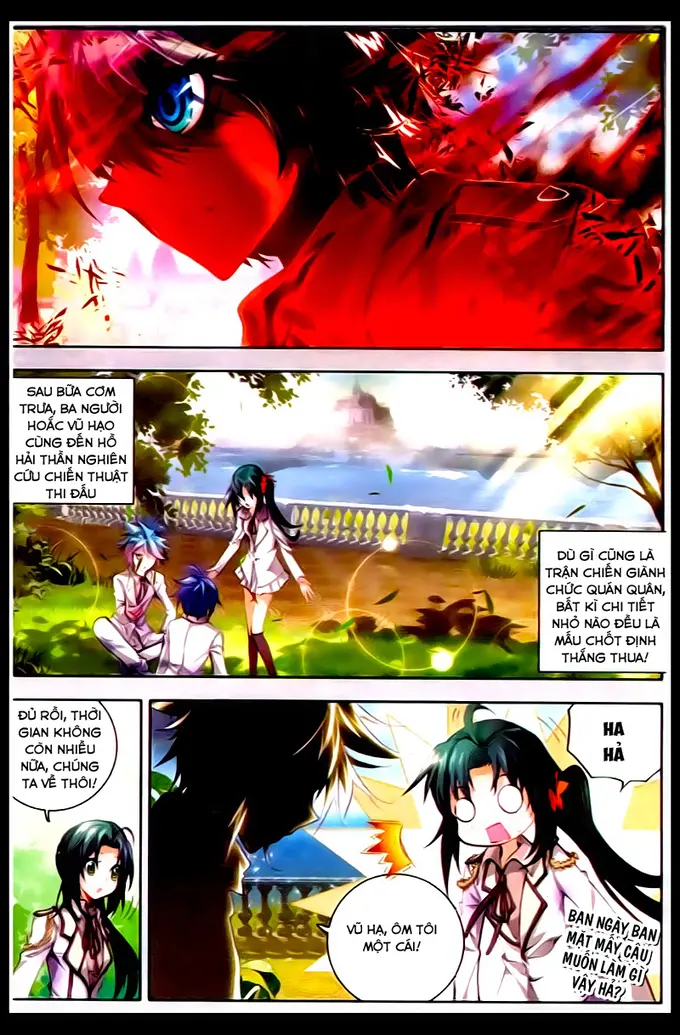 SAU BỮA CƠM
TRƯA, BA NGƯỜI
HOẮC VŨ HẠO
CÙNG ĐẾN HỒ
HẢI THẦN NGHIÊN
CỨU CHIẾN THUẬT
THI ĐẤU
DÙ GÌ CŨNG LÀ
TRẬN CHIẾN GIÀNH
CHỨC QUÁN QUÂN,
BẤT KÌ CHI TIẾT
NHỎ NÀO ĐỀU LÀ
MẤU CHỐT ĐỊNH
THẮNG THUA!
ĐỦ RỒI, THỜI
GIAN KHÔNG
CÒN NHIỀU
NỮA, CHÚNG
TA VỀ THÔI!
HA
HẢ
VŨ HẠ, ÔM TÔI
MỘT CÁI!
BAN NGÀY BAN
MẶT MẤY CẬU
MUỐN LÀM GÌ
VẬY HẢ?